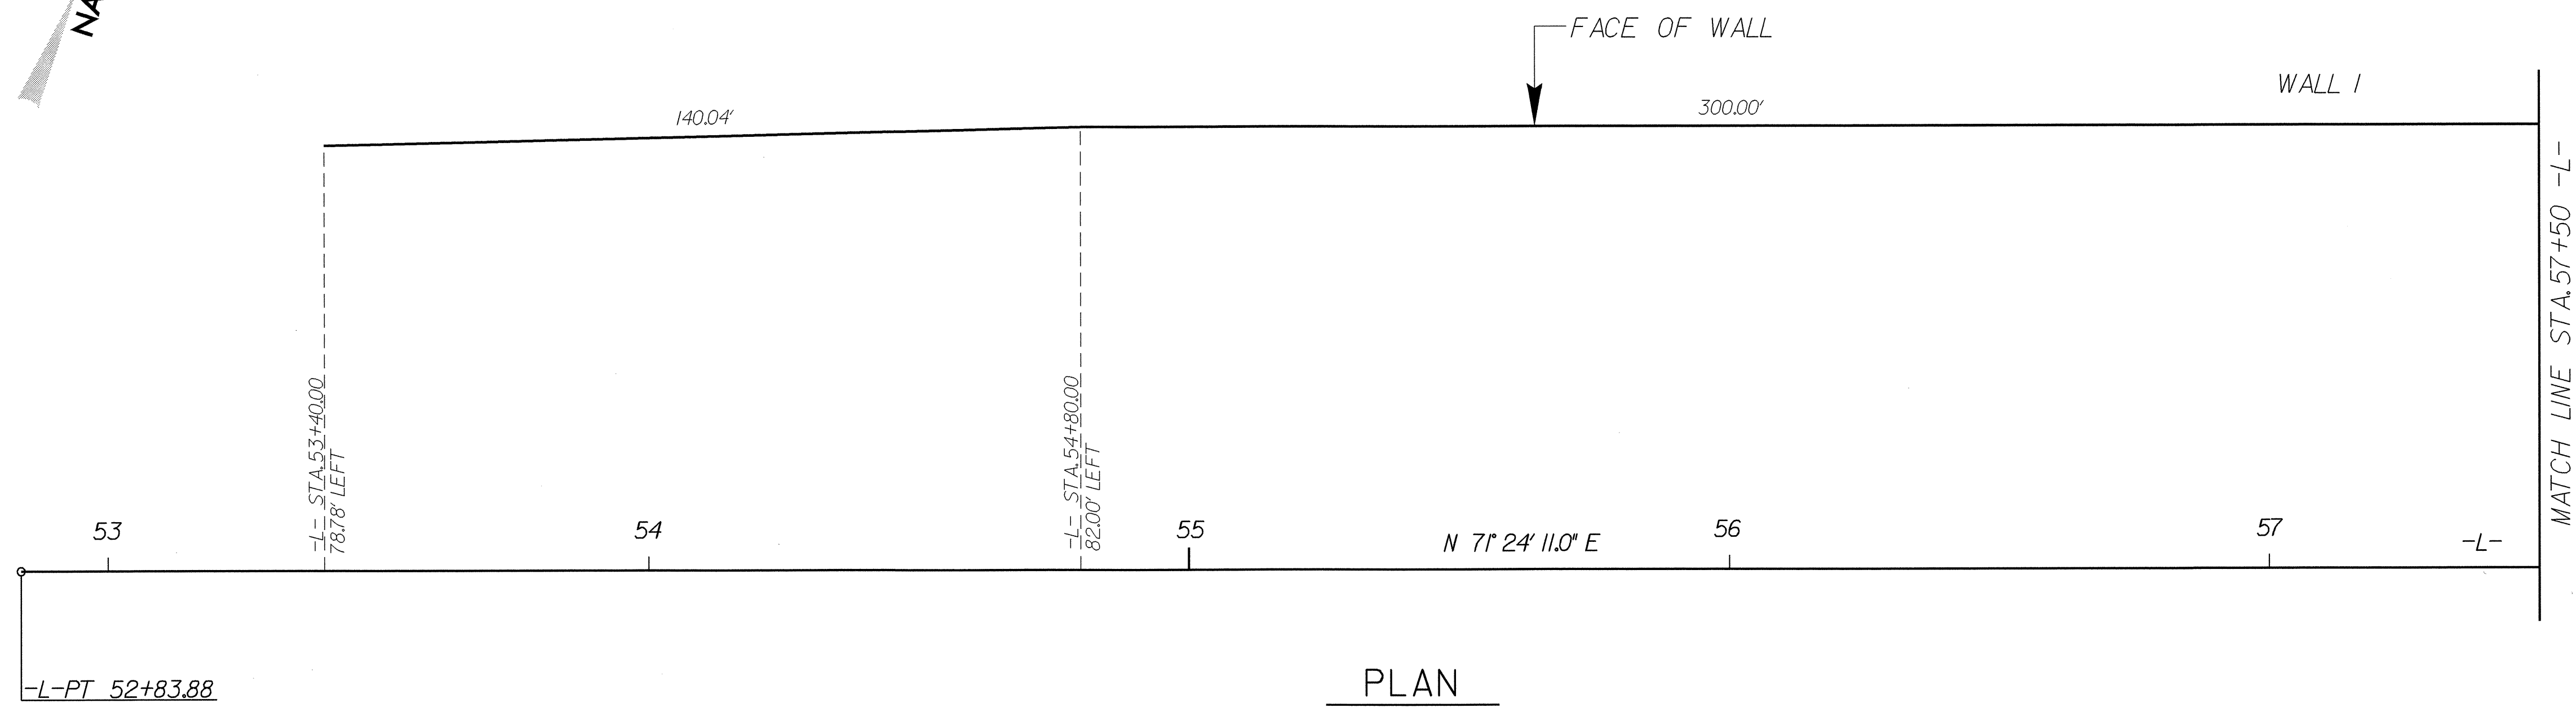 NA
FACE OF WALL
WALL 1
140.04'
300.00'
-L- STA.53+40.00
78.78' LEFT
-L- STA.54+80.00
82.00' LEFT
MATCH LINE STA.57+50 -L-
53
54
55
N 71° 24' 11.0" E
56
57
-L-
-L-PT 52+83.88
PLAN